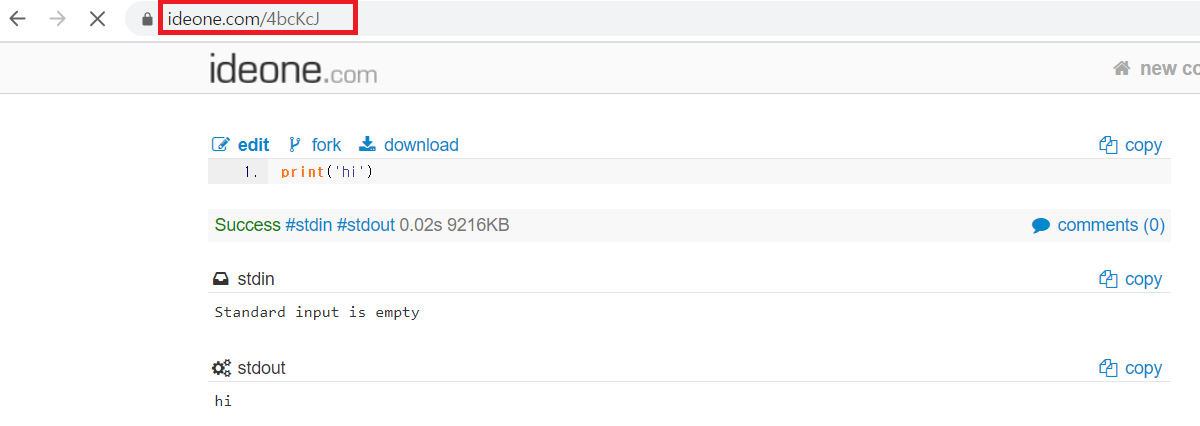 ideone.com/4bcKcJ
ideone.com new co
edit fork download copy
1. print('hi')
Success #stdin #stdout 0.02s 9216KB comments (0)
stdin copy
Standard input is empty
stdout copy
hi